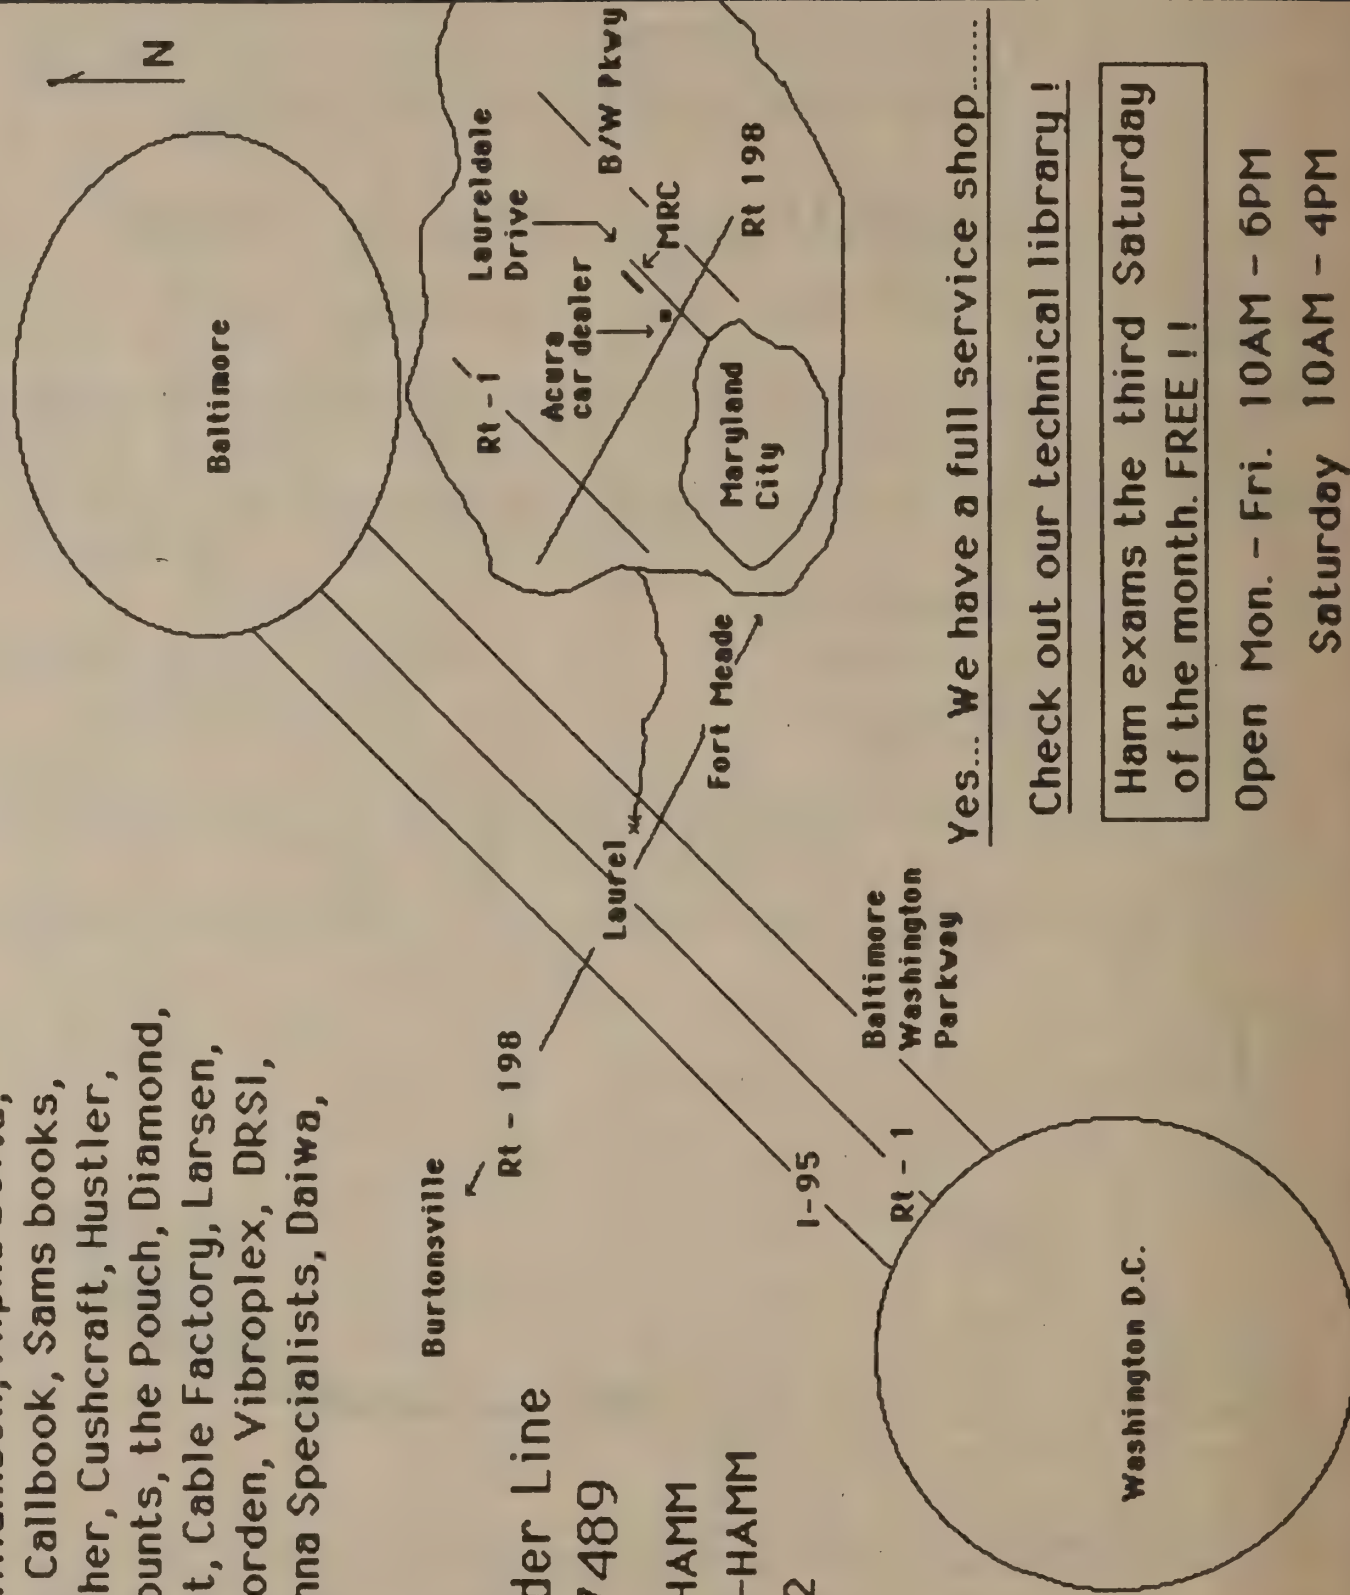 Callbook, Sams books,
her, Cushcraft, Hustler,
ounts, the Pouch, Diamond,
t, Cable Factory, Larsen,
orden, Vibroplex, DRSI,
nna Specialists, Daiwa,
der Line
7489
HAMM
-HAMM
2
N
Baltimore
Burtonsville
Rt - 198
Laurel
Fort Meade
I-95
Rt - 1
Baltimore
Washington
Parkway
Washington D.C.
Laureldale
Drive
B/W Pkwy
Rt - 1
Acura
car dealer
MRC
Rt 198
Maryland
City
Yes... We have a full service shop.......
Check out our technical library !
Ham exams the third Saturday
of the month. FREE !!
Open Mon. - Fri. 10AM - 6PM
Saturday 10AM - 4PM